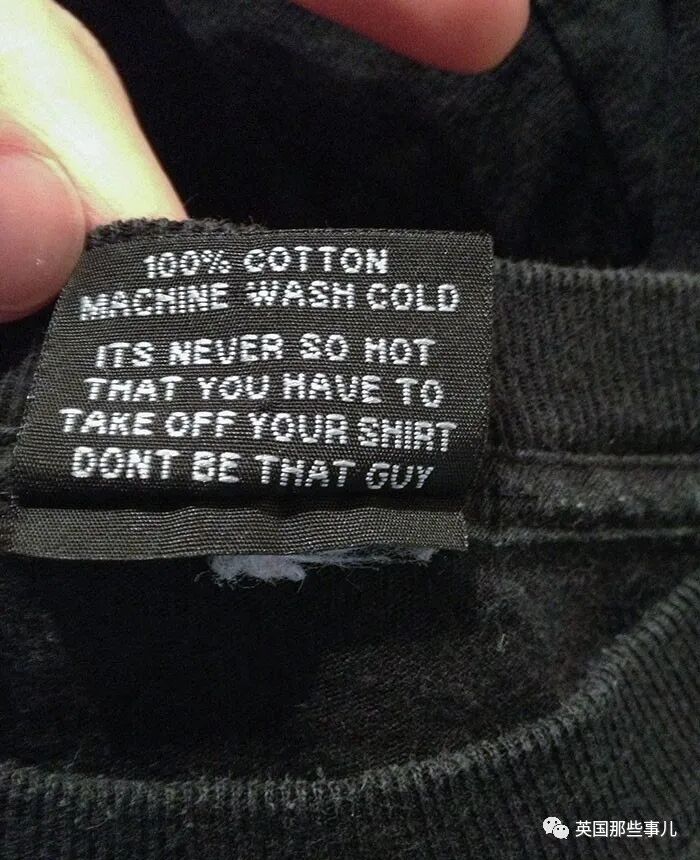 100% COTTON
MACHINE WASH COLD
ITS NEVER SO HOT
THAT YOU HAVE TO
TAKE OFF YOUR SHIRT
DONT BE THAT GUY
英国那些事儿